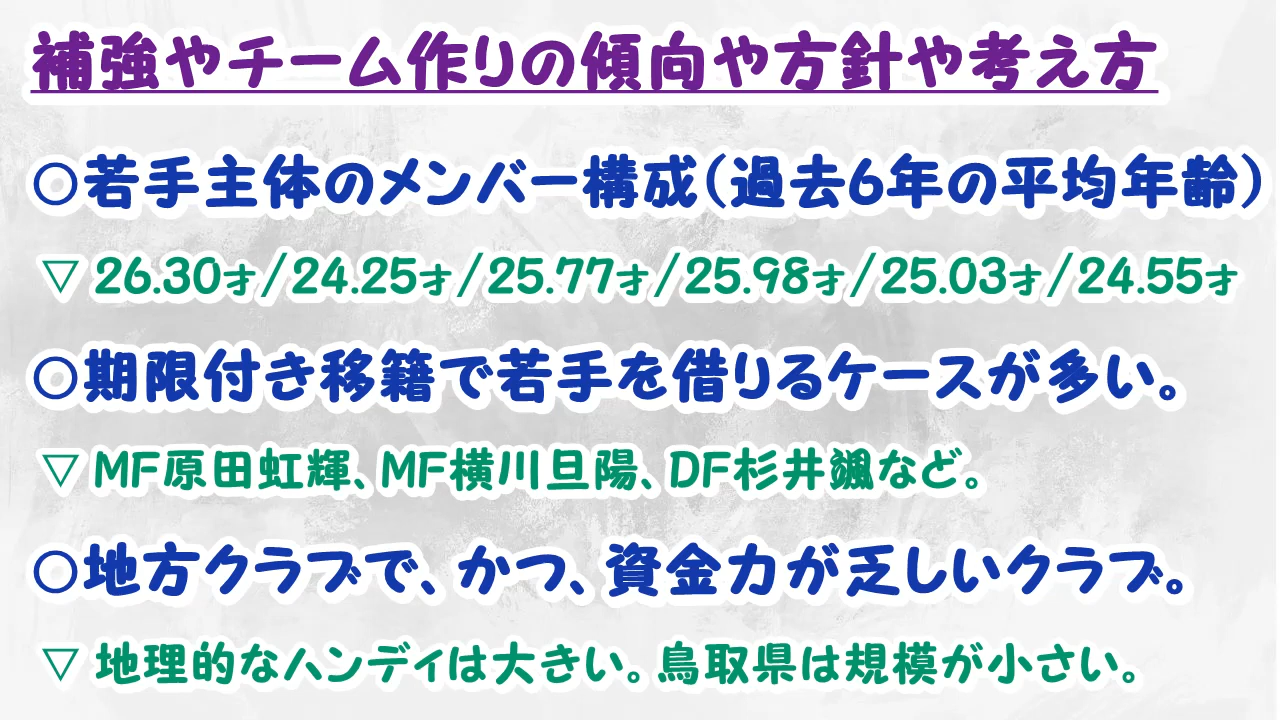 補強やチーム作りの傾向や方針や考え方
○若手主体のメンバー構成(過去6年の平均年齢)
▽26.30才/24.25才/25.77才/25.98才/25.03才/24.55才
○期限付き移籍で若手を借りるケースが多い。
▽MF原田虹輝、MF横川旦陽、DF杉井颯など。
○地方クラブで、かつ、資金力が乏しいクラブ。
▽地理的なハンディは大きい。鳥取県は規模が小さい。